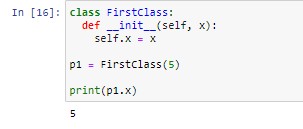 In [16]: class FirstClass:
def __init__(self, x):
self.x = x
p1 = FirstClass(5)
print(p1.x)
5